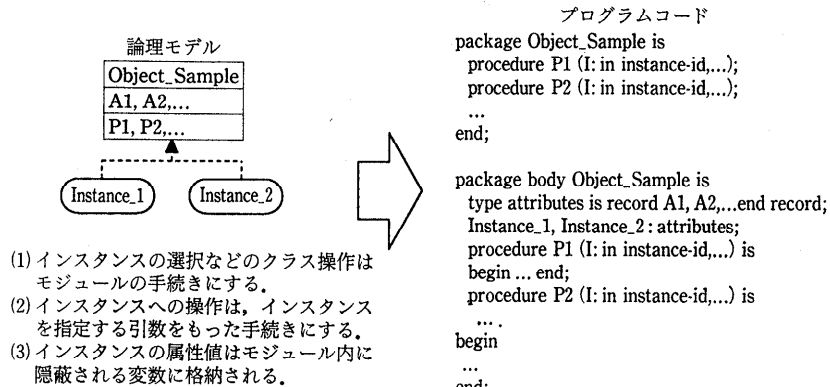 論理モデル
Object_Sample
A1, A2,...
P1, P2,...
Instance_1
Instance_2
(1) インスタンスの選択などのクラス操作は
モジュールの手続きにする.
(2) インスタンスへの操作は，インスタンス
を指定する引数をもった手続きにする.
(3) インスタンスの属性値はモジュール内に
隠蔽される変数に格納される.
プログラムコード
package Object_Sample is
procedure P1 (I: in instance-id,...);
procedure P2 (I: in instance-id,...);
...
end;
package body Object_Sample is
type attributes is record A1, A2,...end record;
Instance_1, Instance_2 : attributes;
procedure P1 (I: in instance-id,...) is
begin ... end;
procedure P2 (I: in instance-id,...) is
....
begin
...
end;